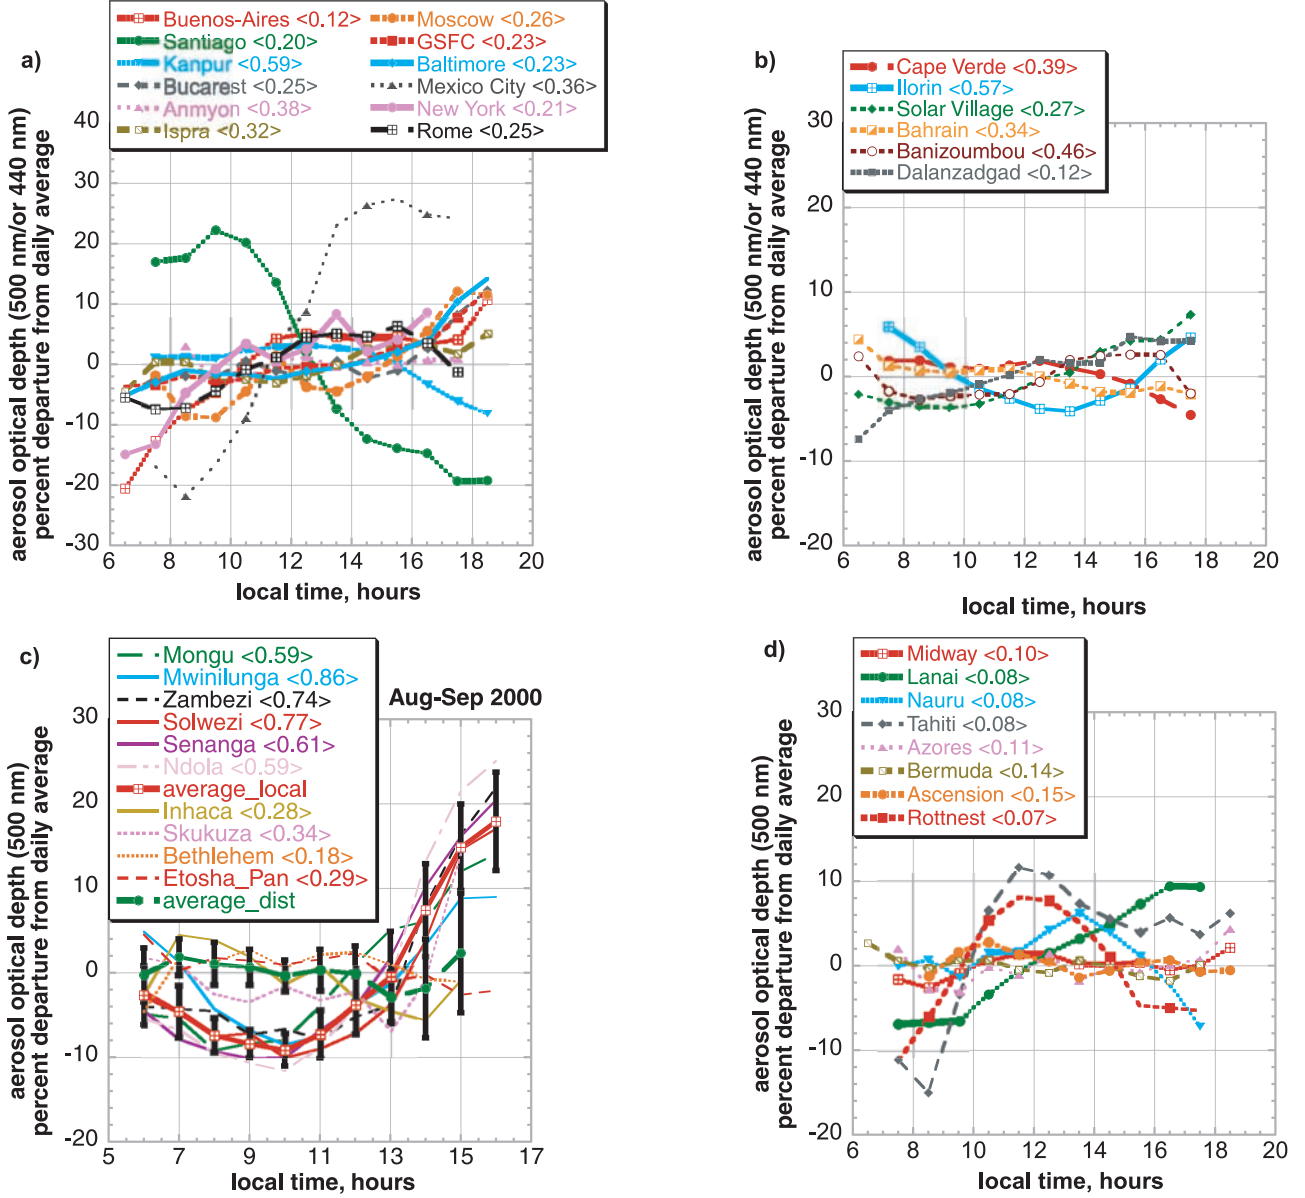 a)
Buenos-Aires <0.12>
Santiago <0.20>
Kanpur <0.59>
Bucarest <0.25>
Anmyon <0.38>
Ispra <0.32>
Moscow <0.26>
GSFC <0.23>
Baltimore <0.23>
Mexico City <0.36>
New York <0.21>
Rome <0.25>
aerosol optical depth (500 nm/or 440 nm)
percent departure from daily average
40
30
20
10
0
-10
-20
-30
6 8 10 12 14 16 18 20
local time, hours
b)
Cape Verde <0.39>
Ilorin <0.57>
Solar Village <0.27>
Bahrain <0.34>
Banizoumbou <0.46>
Dalanzadgad <0.12>
aerosol optical depth (500 nm/or 440 nm)
percent departure from daily average
30
20
10
0
-10
-20
6 8 10 12 14 16 18 20
local time, hours
c)
Mongu <0.59>
Mwinilunga <0.86>
Zambezi <0.74>
Solwezi <0.77>
Senanga <0.61>
Ndola <0.59>
average_local
Inhaca <0.28>
Skukuza <0.34>
Bethlehem <0.18>
Etosha_Pan <0.29>
average_dist
Aug-Sep 2000
aerosol optical depth (500 nm)
percent departure from daily average
30
20
10
0
-10
-20
5 7 9 11 13 15 17
local time, hours
d)
Midway <0.10>
Lanai <0.08>
Nauru <0.08>
Tahiti <0.08>
Azores <0.11>
Bermuda <0.14>
Ascension <0.15>
Rottnest <0.07>
aerosol optical depth (500 nm)
percent departure from daily average
30
20
10
0
-10
-20
6 8 10 12 14 16 18 20
local time, hours